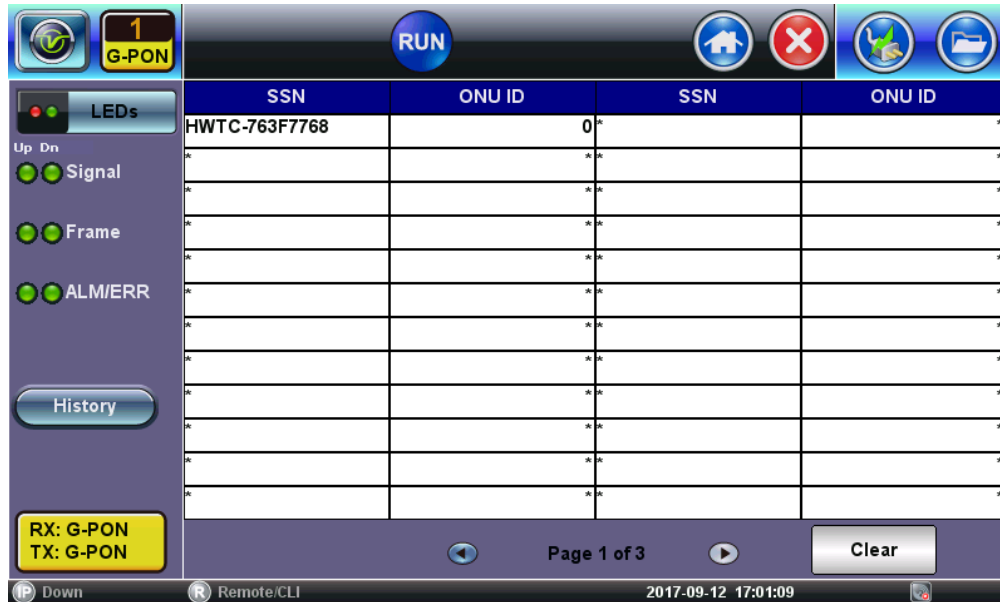 1
G-PON
RUN
LEDs
Up Dn
Signal
Frame
ALM/ERR
History
RX: G-PON
TX: G-PON
SSN ONU ID SSN ONU ID
HWTC-763F7768 0 * *
* * * *
* * * *
* * * *
* * * *
* * * *
* * * *
* * * *
* * * *
* * * *
* * * *
* * * *
Page 1 of 3
Clear
IP Down R Remote/CLI 2017-09-12 17:01:09